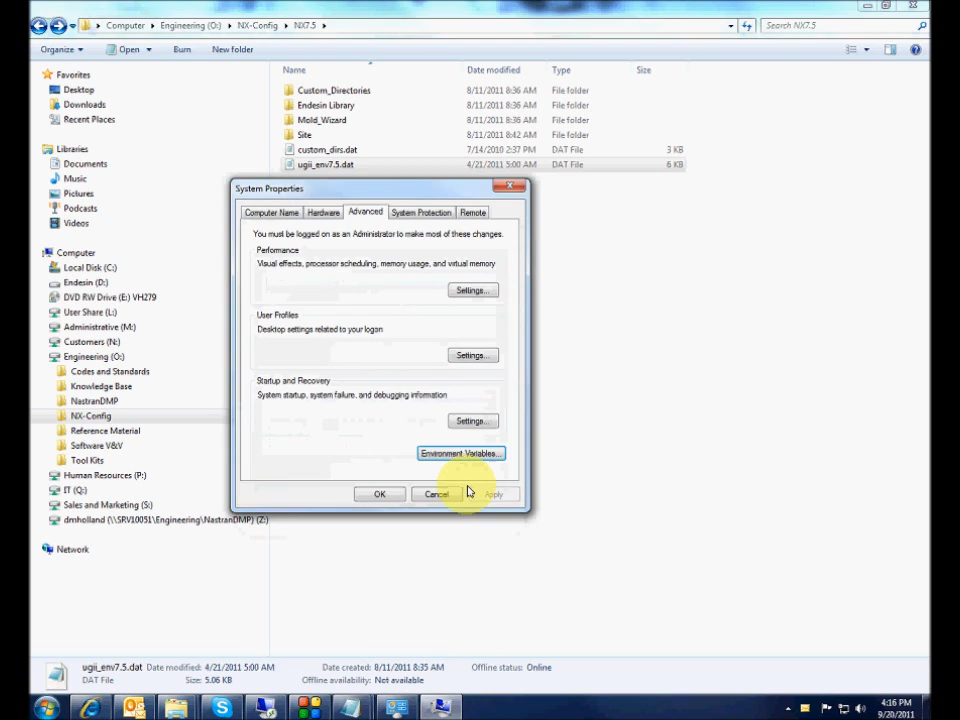 Computer
Engineering (O:)
NX-Config
NX7.5
Search NX7.5
Organize
Open
Burn
New folder
Favorites
Desktop
Downloads
Recent Places
Libraries
Documents
Music
Pictures
Podcasts
Videos
Computer
Local Disk (C:)
Endesin (D:)
DVD RW Drive (E:) VH279
User Share (L:)
Administrative (M:)
Customers (N:)
Engineering (O:)
Codes and Standards
Knowledge Base
NastranDMP
NX-Config
Reference Material
Software V&V
Tool Kits
Human Resources (P:)
IT (Q:)
Sales and Marketing (S:)
dmholland (\\SRV10051\Engineering\NastranDMP) (Z:)
Network
Name Date modified Type Size
Custom_Directories 8/11/2011 8:36 AM File folder
Endesin Library 8/11/2011 8:36 AM File folder
Mold_Wizard 8/11/2011 8:36 AM File folder
Site 8/11/2011 8:42 AM File folder
custom_dirs.dat 7/14/2010 2:37 PM DAT File 3 KB
ugii_env7.5.dat 4/21/2011 5:00 AM DAT File 6 KB
System Properties
Computer Name Hardware Advanced System Protection Remote
You must be logged on as an Administrator to make most of these changes.
Performance
Visual effects, processor scheduling, memory usage, and virtual memory
Settings...
User Profiles
Desktop settings related to your logon
Settings...
Startup and Recovery
System startup, system failure, and debugging information
Settings...
Environment Variables...
OK Cancel Apply
ugii_env7.5.dat Date modified: 4/21/2011 5:00 AM Date created: 8/11/2011 8:35 AM Offline status: Online
DAT File Size: 5.06 KB Offline availability: Not available
4:16 PM
9/20/2011